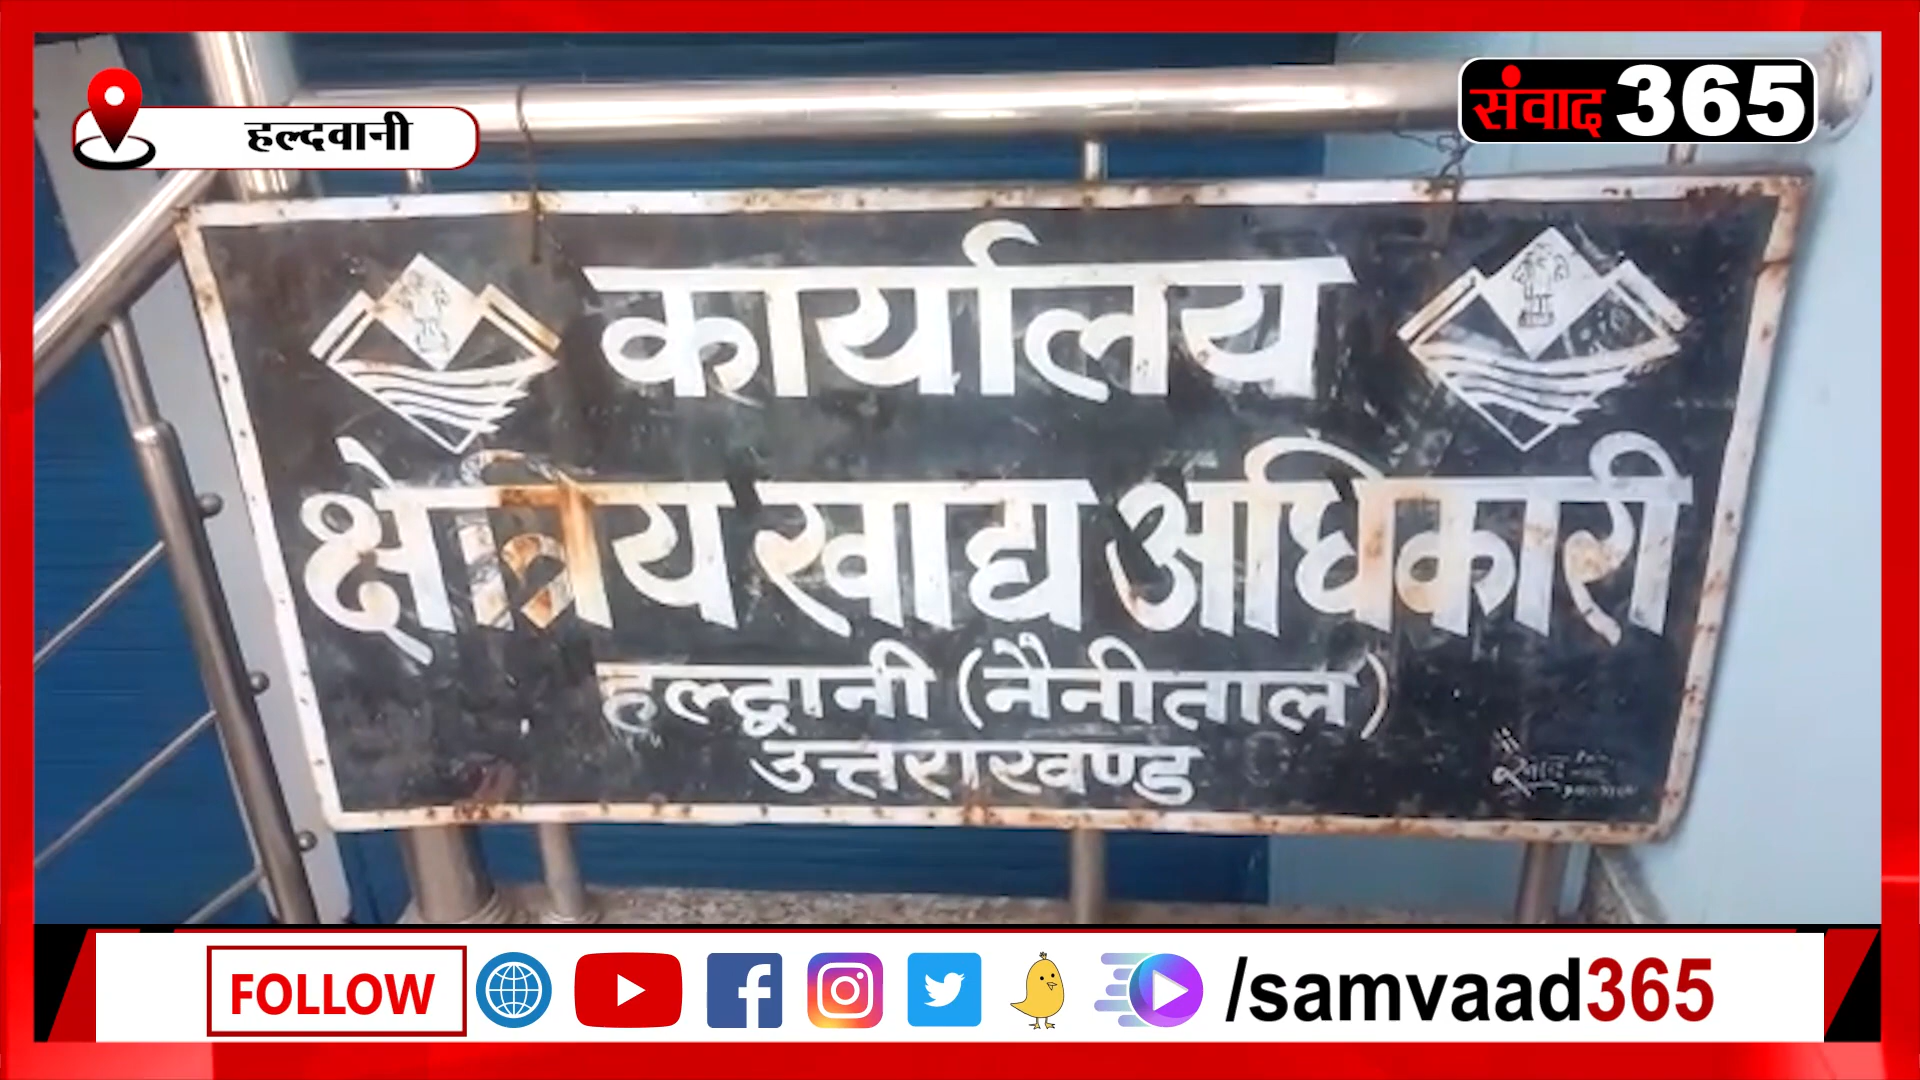 हल्दवानी
संवाद 365
कार्यालय
क्षेत्रिय खाद्य अधिकारी
हल्द्वानी (नैनीताल)
उत्तराखण्ड
FOLLOW /samvaad365